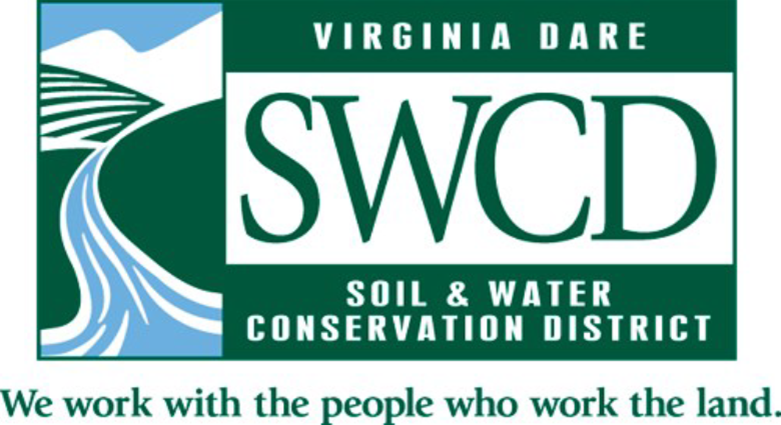 VIRGINIA DARE
SWCD
SOIL & WATER
CONSERVATION DISTRICT
We work with the people who work the land.